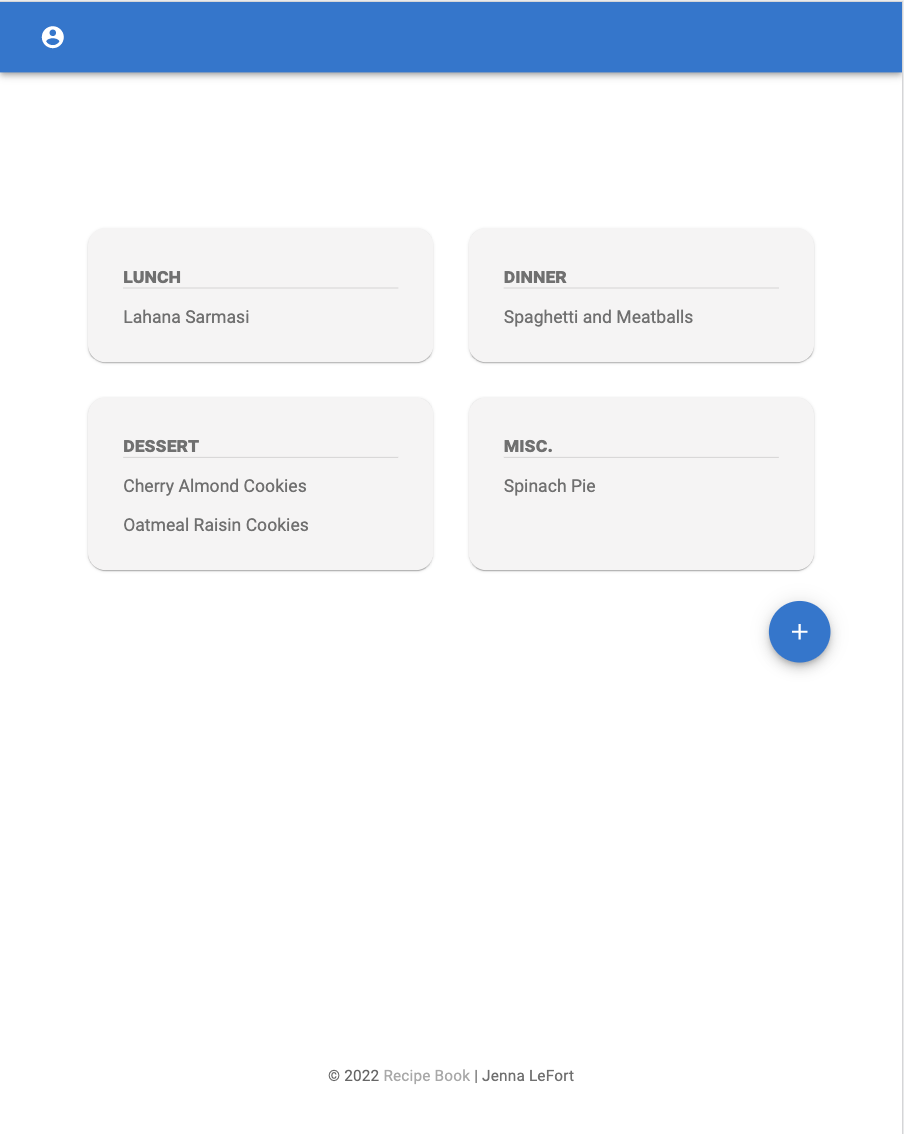 LUNCH
Lahana Sarmasi
DINNER
Spaghetti and Meatballs
DESSERT
Cherry Almond Cookies
Oatmeal Raisin Cookies
MISC.
Spinach Pie
+
© 2022 Recipe Book | Jenna LeFort